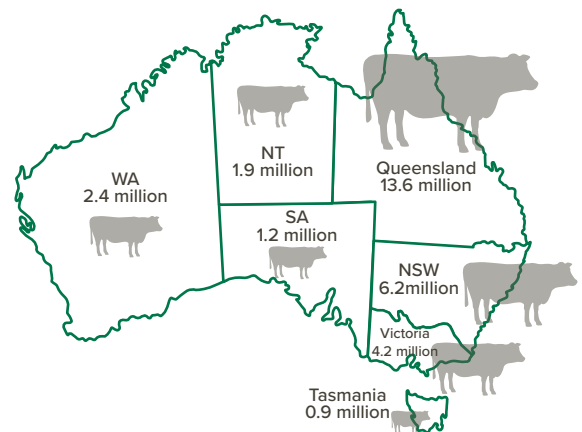 NT
1.9 million
Queensland
13.6 million
WA
2.4 million
SA
1.2 million
NSW
6.2million
Victoria
4.2 million
Tasmania
0.9 million